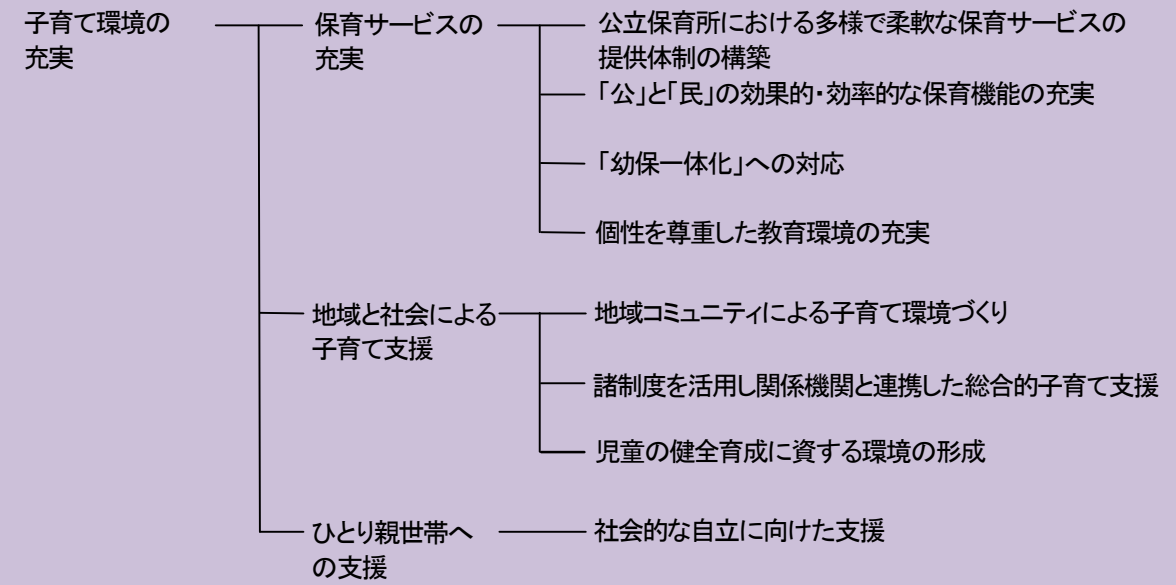 子育て環境の
充実
保育サービスの
充実
公立保育所における多様で柔軟な保育サービスの
提供体制の構築
「公」と「民」の効果的・効率的な保育機能の充実
「幼保一体化」への対応
個性を尊重した教育環境の充実
地域と社会による
子育て支援
地域コミュニティによる子育て環境づくり
諸制度を活用し関係機関と連携した総合的子育て支援
児童の健全育成に資する環境の形成
ひとり親世帯へ
の支援
社会的な自立に向けた支援